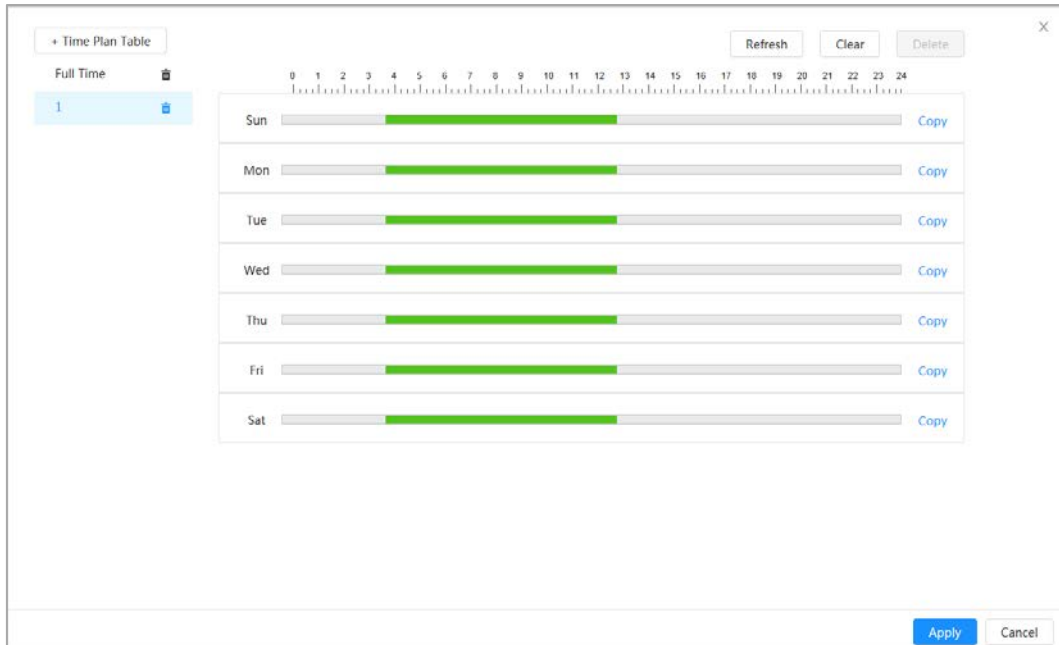 + Time Plan Table
Refresh Clear Delete
Full Time
0 1 2 3 4 5 6 7 8 9 10 11 12 13 14 15 16 17 18 19 20 21 22 23 24
1
Sun Copy
Mon Copy
Tue Copy
Wed Copy
Thu Copy
Fri Copy
Sat Copy
Apply Cancel